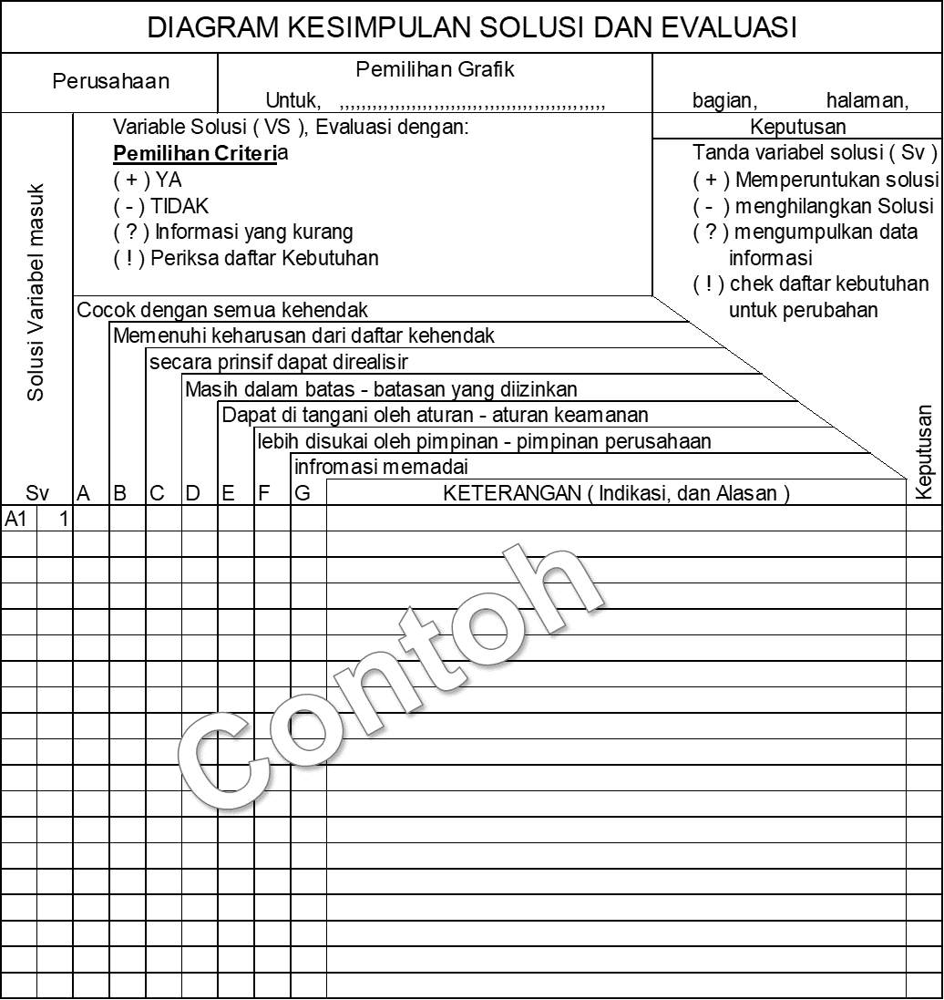 DIAGRAM KESIMPULAN SOLUSI DAN EVALUASI
Perusahaan
Pemilihan Grafik
Untuk, ,,,,,,,,,,,,,,,,,,,,,,,,,,,,,,,,,,,,,,,,,,,,,,,
bagian, halaman,
Solusi Variabel masuk
Variable Solusi ( VS ), Evaluasi dengan:
Pemilihan Criteria
( + ) YA
( - ) TIDAK
( ? ) Informasi yang kurang
( ! ) Periksa daftar Kebutuhan
Keputusan
Tanda variabel solusi ( Sv )
( + ) Memperuntukan solusi
( - ) menghilangkan Solusi
( ? ) mengumpulkan data
informasi
( ! ) chek daftar kebutuhan
untuk perubahan
Cocok dengan semua kehendak
Memenuhi keharusan dari daftar kehendak
secara prinsif dapat direalisir
Masih dalam batas - batasan yang diizinkan
Dapat di tangani oleh aturan - aturan keamanan
lebih disukai oleh pimpinan - pimpinan perusahaan
infromasi memadai
Keputusan
Sv A B C D E F G KETERANGAN ( Indikasi, dan Alasan )
A1 1
Contoh